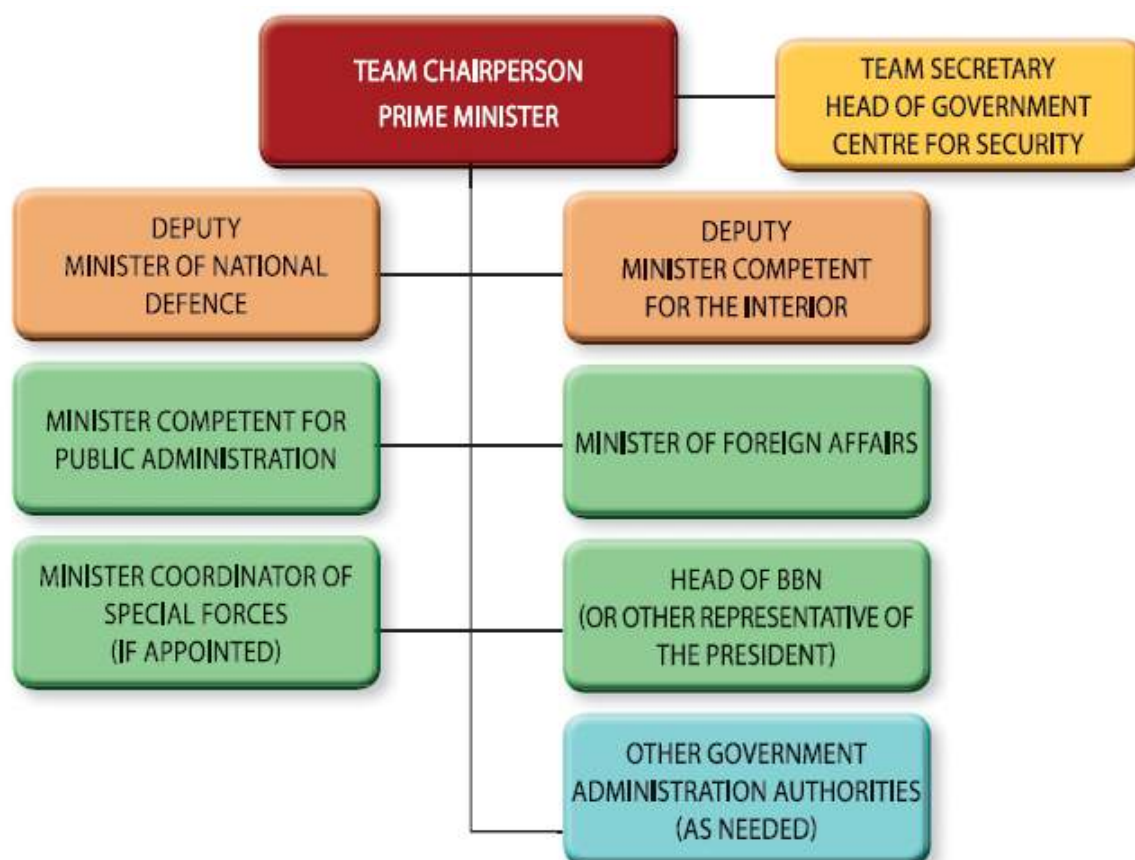 TEAM CHAIRPERSON
PRIME MINISTER
TEAM SECRETARY
HEAD OF GOVERNMENT
CENTRE FOR SECURITY
DEPUTY
MINISTER OF NATIONAL
DEFENCE
DEPUTY
MINISTER COMPETENT
FOR THE INTERIOR
MINISTER COMPETENT FOR
PUBLIC ADMINISTRATION
MINISTER OF FOREIGN AFFAIRS
MINISTER COORDINATOR OF
SPECIAL FORCES
(IF APPOINTED)
HEAD OF BBN
(OR OTHER REPRESENTATIVE OF
THE PRESIDENT)
OTHER GOVERNMENT
ADMINISTRATION AUTHORITIES
(AS NEEDED)